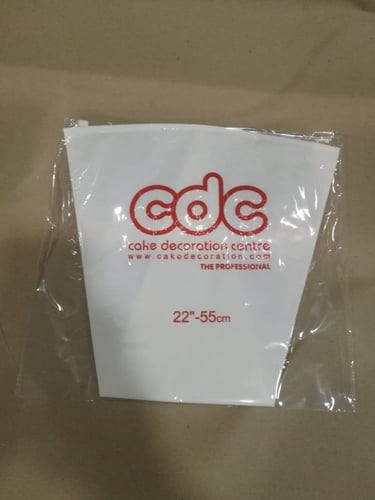 cdc
cake decoration centre
www.cakedecoration.com
THE PROFESSIONAL
22"-55cm